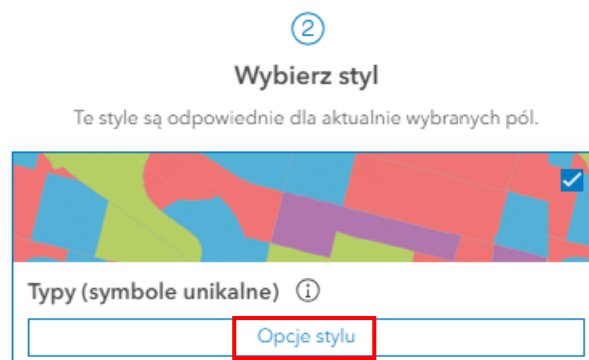 2
Wybierz styl
Te style są odpowiednie dla aktualnie wybranych pól.
Typy (symbole unikalne)
Opcje stylu